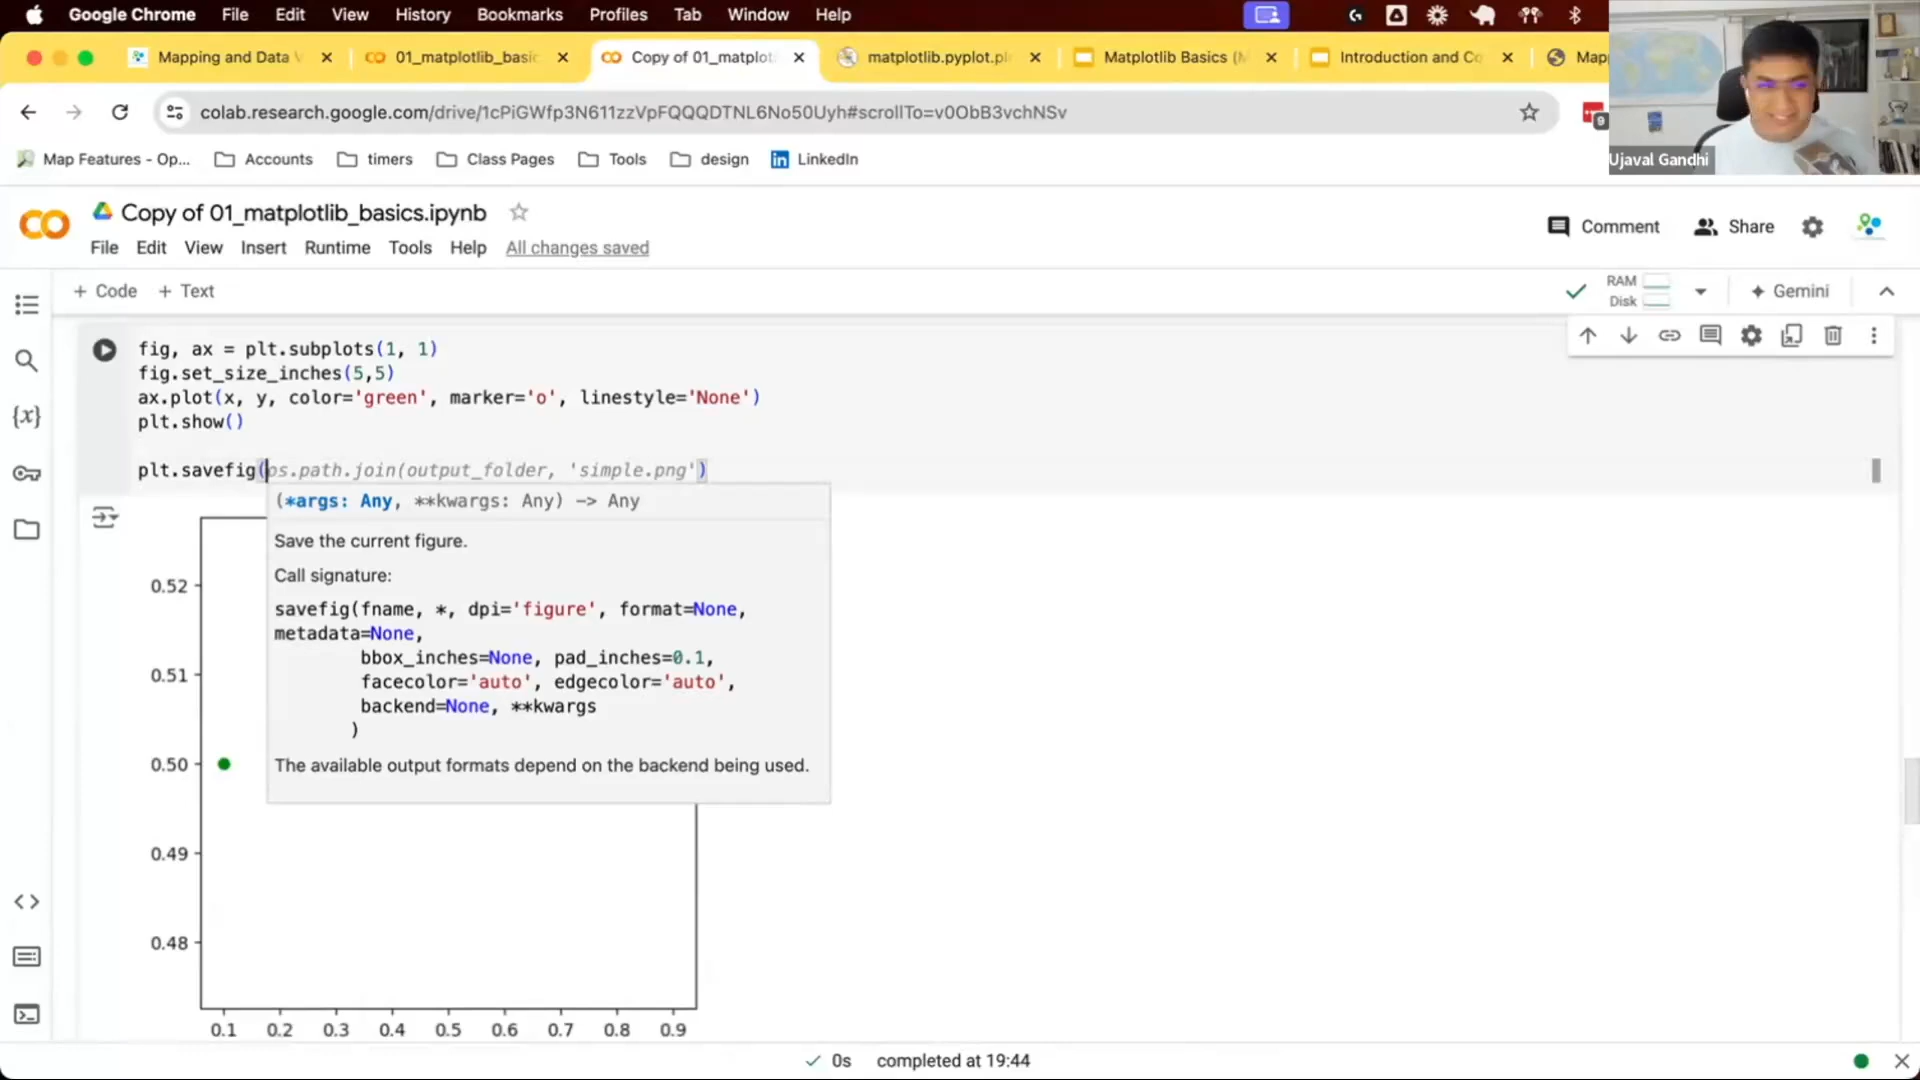 Google Chrome File Edit View History Bookmarks Profiles Tab Window Help
Mapping and Data V
01_matplotlib_basic
Copy of 01_matplot
matplotlib.pyplot.pl
Matplotlib Basics (M
Introduction and Co
Map
colab.research.google.com/drive/1cPiGWfp3N611zzVpFQQQDTNL6No50Uyh#scrollTo=v0ObB3vchNSv
9
Map Features - Op... Accounts timers Class Pages Tools design LinkedIn
Ujaval Gandhi
Copy of 01_matplotlib_basics.ipynb
Comment Share
File Edit View Insert Runtime Tools Help All changes saved
+ Code + Text
RAM
Disk
Gemini
fig, ax = plt.subplots(1, 1)
fig.set_size_inches(5,5)
ax.plot(x, y, color='green', marker='o', linestyle='None')
plt.show()
plt.savefig(os.path.join(output_folder, 'simple.png')
(*args: Any, **kwargs: Any) -> Any
Save the current figure.
Call signature:
savefig(fname, *, dpi='figure', format=None,
metadata=None,
bbox_inches=None, pad_inches=0.1,
facecolor='auto', edgecolor='auto',
backend=None, **kwargs
)
The available output formats depend on the backend being used.
0.52
0.51
0.50
0.49
0.48
0.1 0.2 0.3 0.4 0.5 0.6 0.7 0.8 0.9
0s completed at 19:44